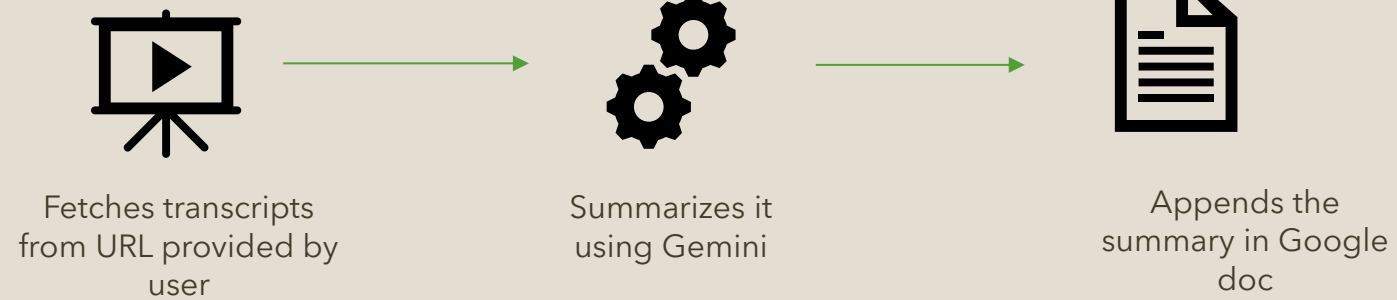 Fetches transcripts
from URL provided by
user
Summarizes it
using Gemini
Appends the
summary in Google
doc